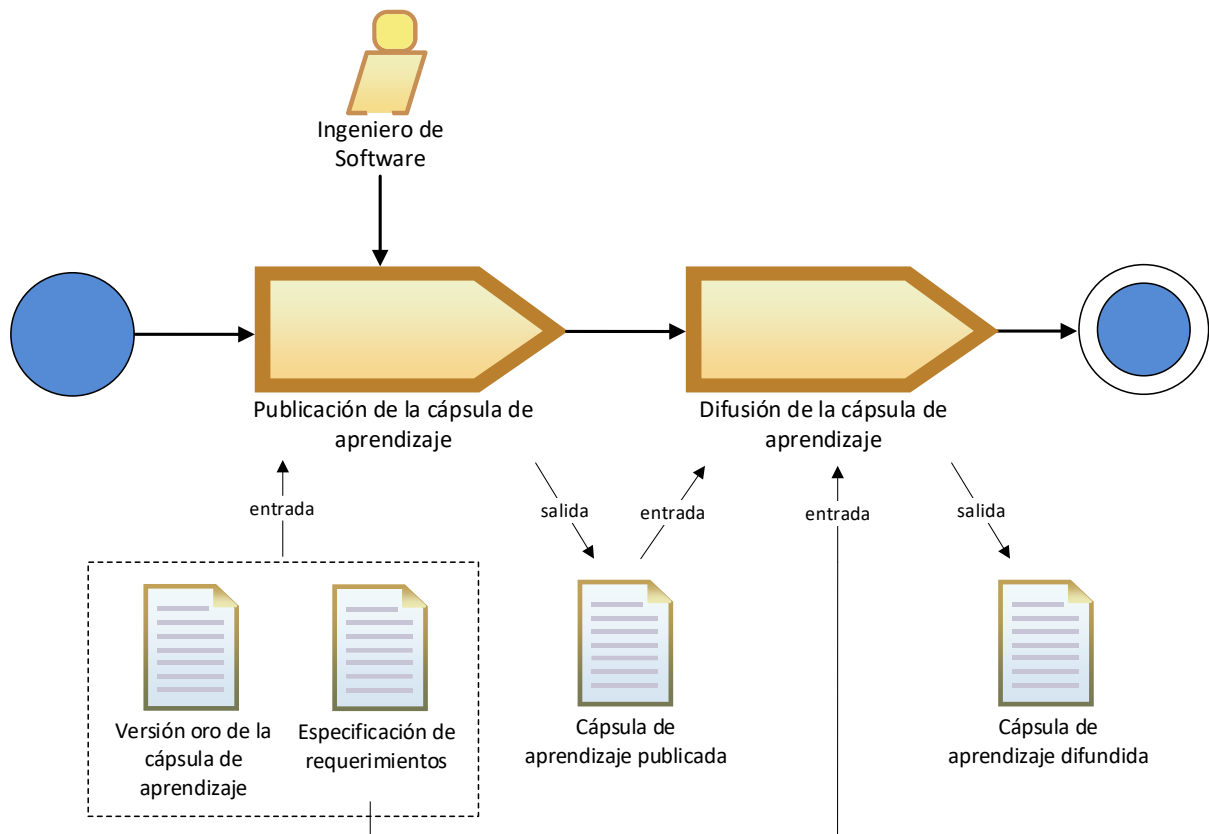 Ingeniero de
Software
Publicación de la cápsula de
aprendizaje
Difusión de la cápsula de
aprendizaje
entrada
salida
entrada
entrada
salida
Versión oro de la
cápsula de
aprendizaje
Especificación de
requerimientos
Cápsula de
aprendizaje publicada
Cápsula de
aprendizaje difundida